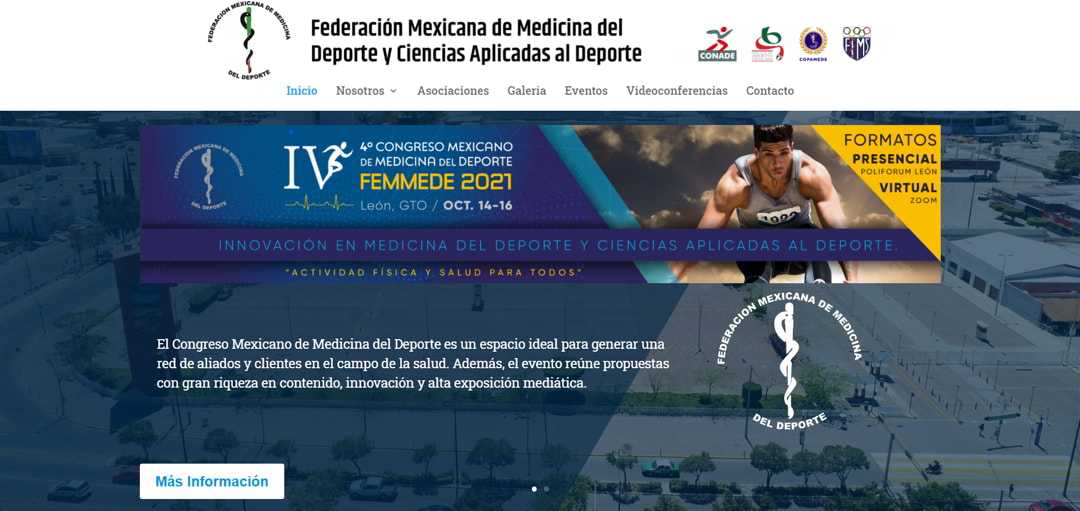 FEDERACION MEXICANA DE MEDICINA
DEL DEPORTE
Federación Mexicana de Medicina del
Deporte y Ciencias Aplicadas al Deporte
CONADE
COPAMEDE
FIMS
Inicio
Nosotros
Asociaciones
Galería
Eventos
Videoconferencias
Contacto
FEDERACION MEXICANA DE MEDICINA
DEL DEPORTE
IV
4º CONGRESO MEXICANO
DE MEDICINA DEL DEPORTE
FEMMEDE 2021
León, GTO / OCT. 14-16
FORMATOS
PRESENCIAL
POLIFORUM LEÓN
VIRTUAL
ZOOM
INNOVACIÓN EN MEDICINA DEL DEPORTE Y CIENCIAS APLICADAS AL DEPORTE.
"ACTIVIDAD FÍSICA Y SALUD PARA TODOS"
El Congreso Mexicano de Medicina del Deporte es un espacio ideal para generar una
red de aliados y clientes en el campo de la salud. Además, el evento reúne propuestas
con gran riqueza en contenido, innovación y alta exposición mediática.
FEDERACION MEXICANA DE MEDICINA
DEL DEPORTE
Más Información